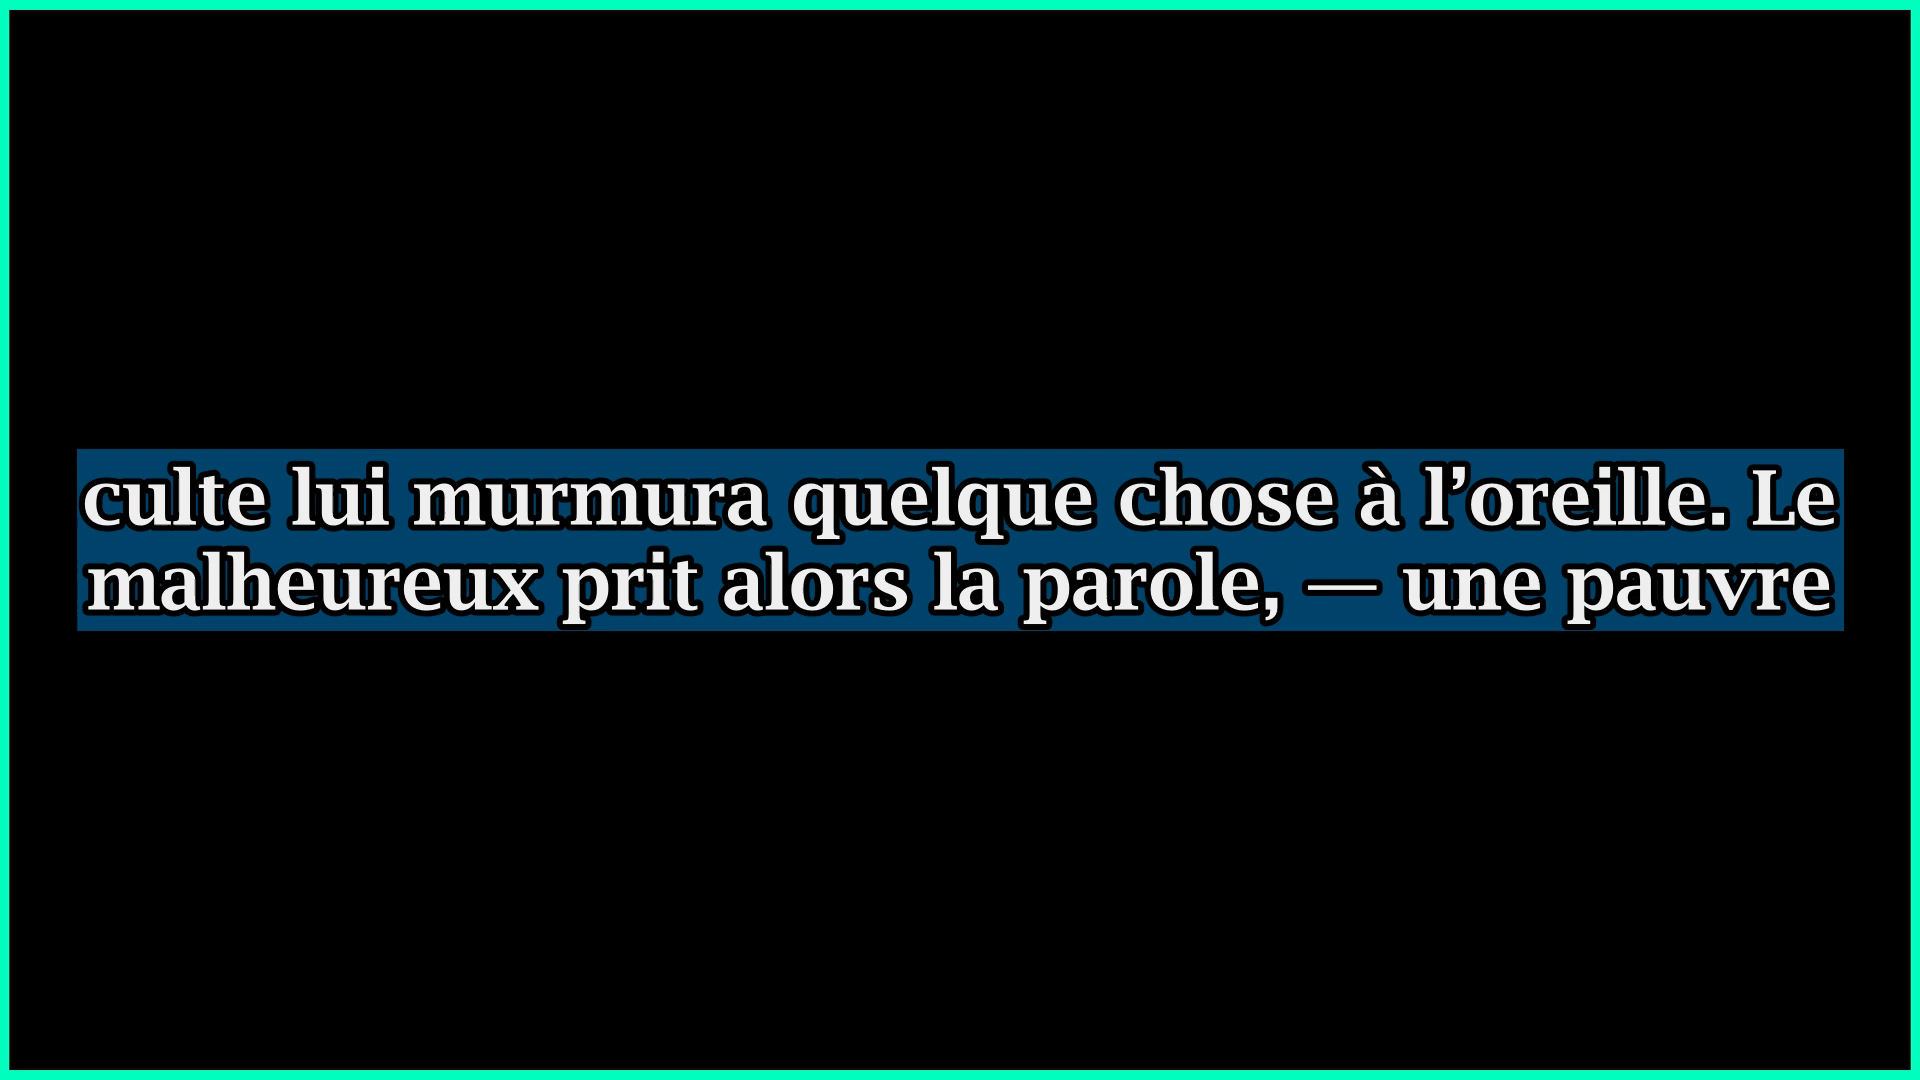 culte lui murmura quelque chose à l’oreille. Le
malheureux prit alors la parole, — une pauvre